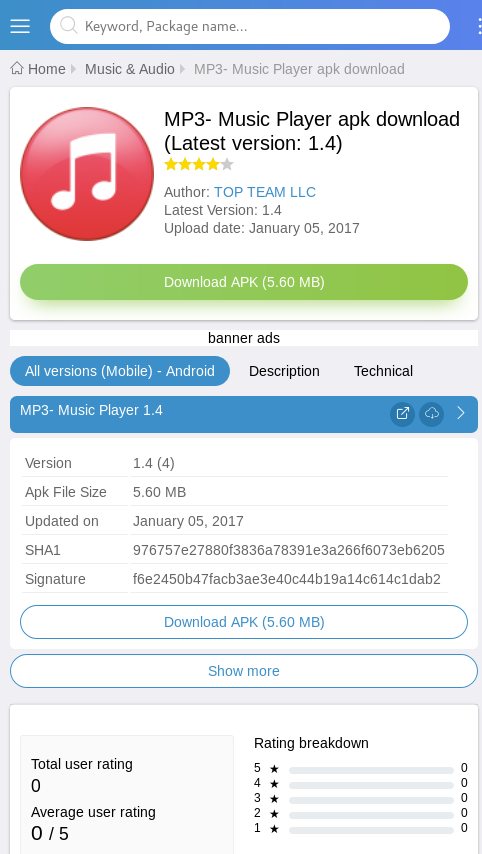 Keyword, Package name...
Home Music & Audio MP3- Music Player apk download
MP3- Music Player apk download
(Latest version: 1.4)
Author: TOP TEAM LLC
Latest Version: 1.4
Upload date: January 05, 2017
Download APK (5.60 MB)
banner ads
All versions (Mobile) - Android Description Technical
MP3- Music Player 1.4
Version 1.4 (4)
Apk File Size 5.60 MB
Updated on January 05, 2017
SHA1 976757e27880f3836a78391e3a266f6073eb6205
Signature f6e2450b47facb3ae3e40c44b19a14c614c1dab2
Download APK (5.60 MB)
Show more
Total user rating
0
Average user rating
0 / 5
Rating breakdown
5 ★ 0
4 ★ 0
3 ★ 0
2 ★ 0
1 ★ 0